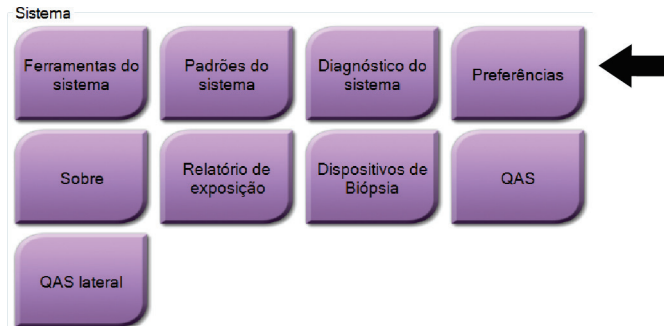 Sistema
Ferramentas do
sistema
Padrões do
sistema
Diagnóstico do
sistema
Preferências
Sobre
Relatório de
exposição
Dispositivos de
Biópsia
QAS
QAS lateral